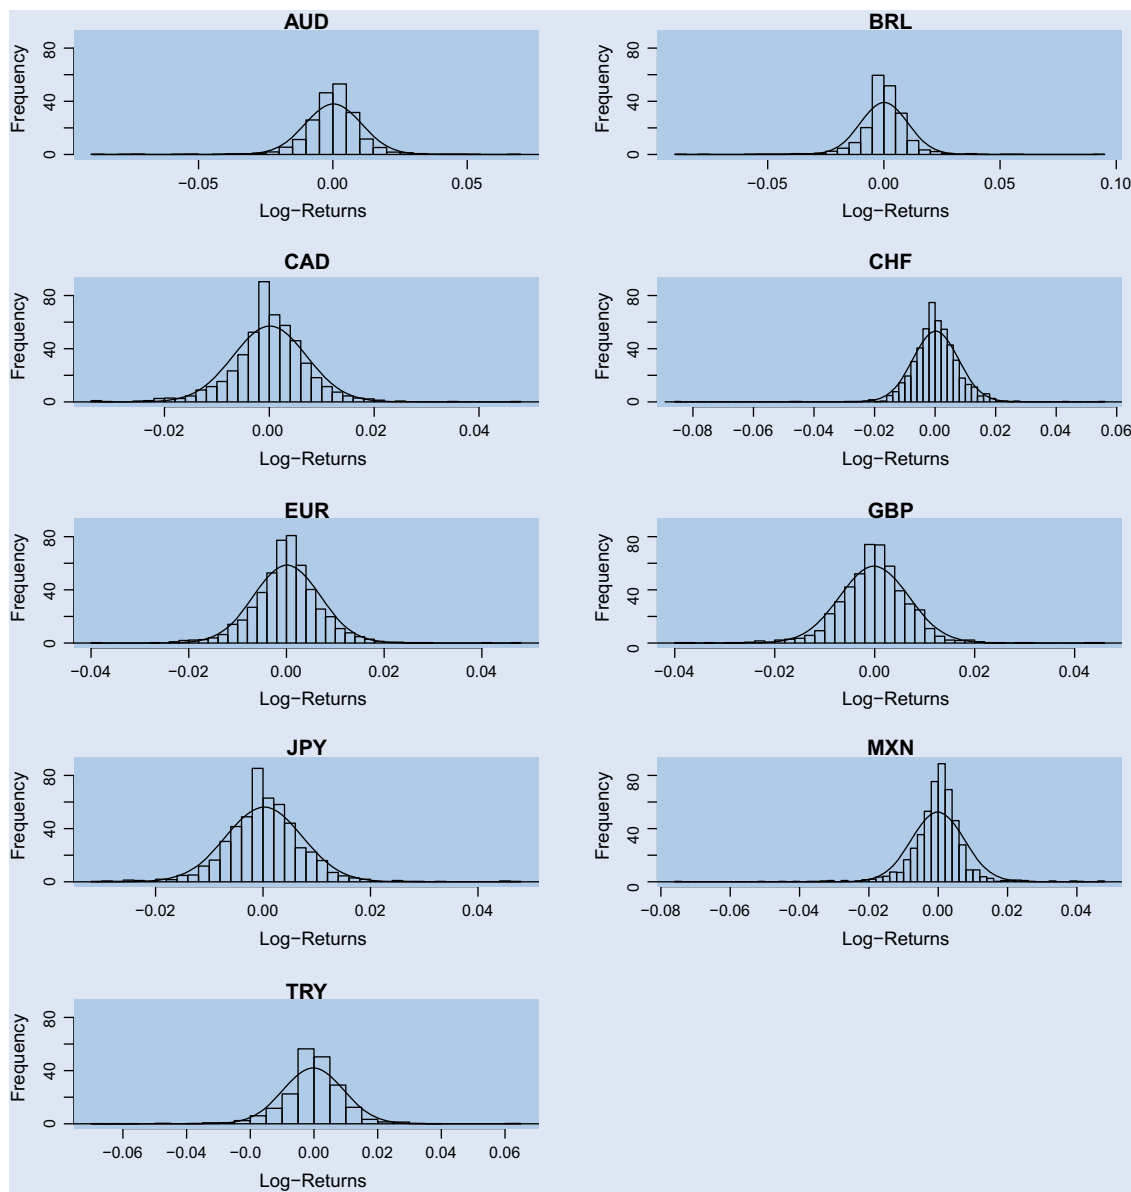 AUD
Frequency
80
40
0
−0.05 0.00 0.05
Log−Returns
BRL
Frequency
80
40
0
−0.05 0.00 0.05 0.10
Log−Returns
CAD
Frequency
80
40
0
−0.02 0.00 0.02 0.04
Log−Returns
CHF
Frequency
80
40
0
−0.08 −0.06 −0.04 −0.02 0.00 0.02 0.04 0.06
Log−Returns
EUR
Frequency
80
40
0
−0.04 −0.02 0.00 0.02 0.04
Log−Returns
GBP
Frequency
80
40
0
−0.04 −0.02 0.00 0.02 0.04
Log−Returns
JPY
Frequency
80
40
0
−0.02 0.00 0.02 0.04
Log−Returns
MXN
Frequency
80
40
0
−0.08 −0.06 −0.04 −0.02 0.00 0.02 0.04
Log−Returns
TRY
Frequency
80
40
0
−0.06 −0.04 −0.0 0.00 0.02 0.04 0.06
Log−Returns